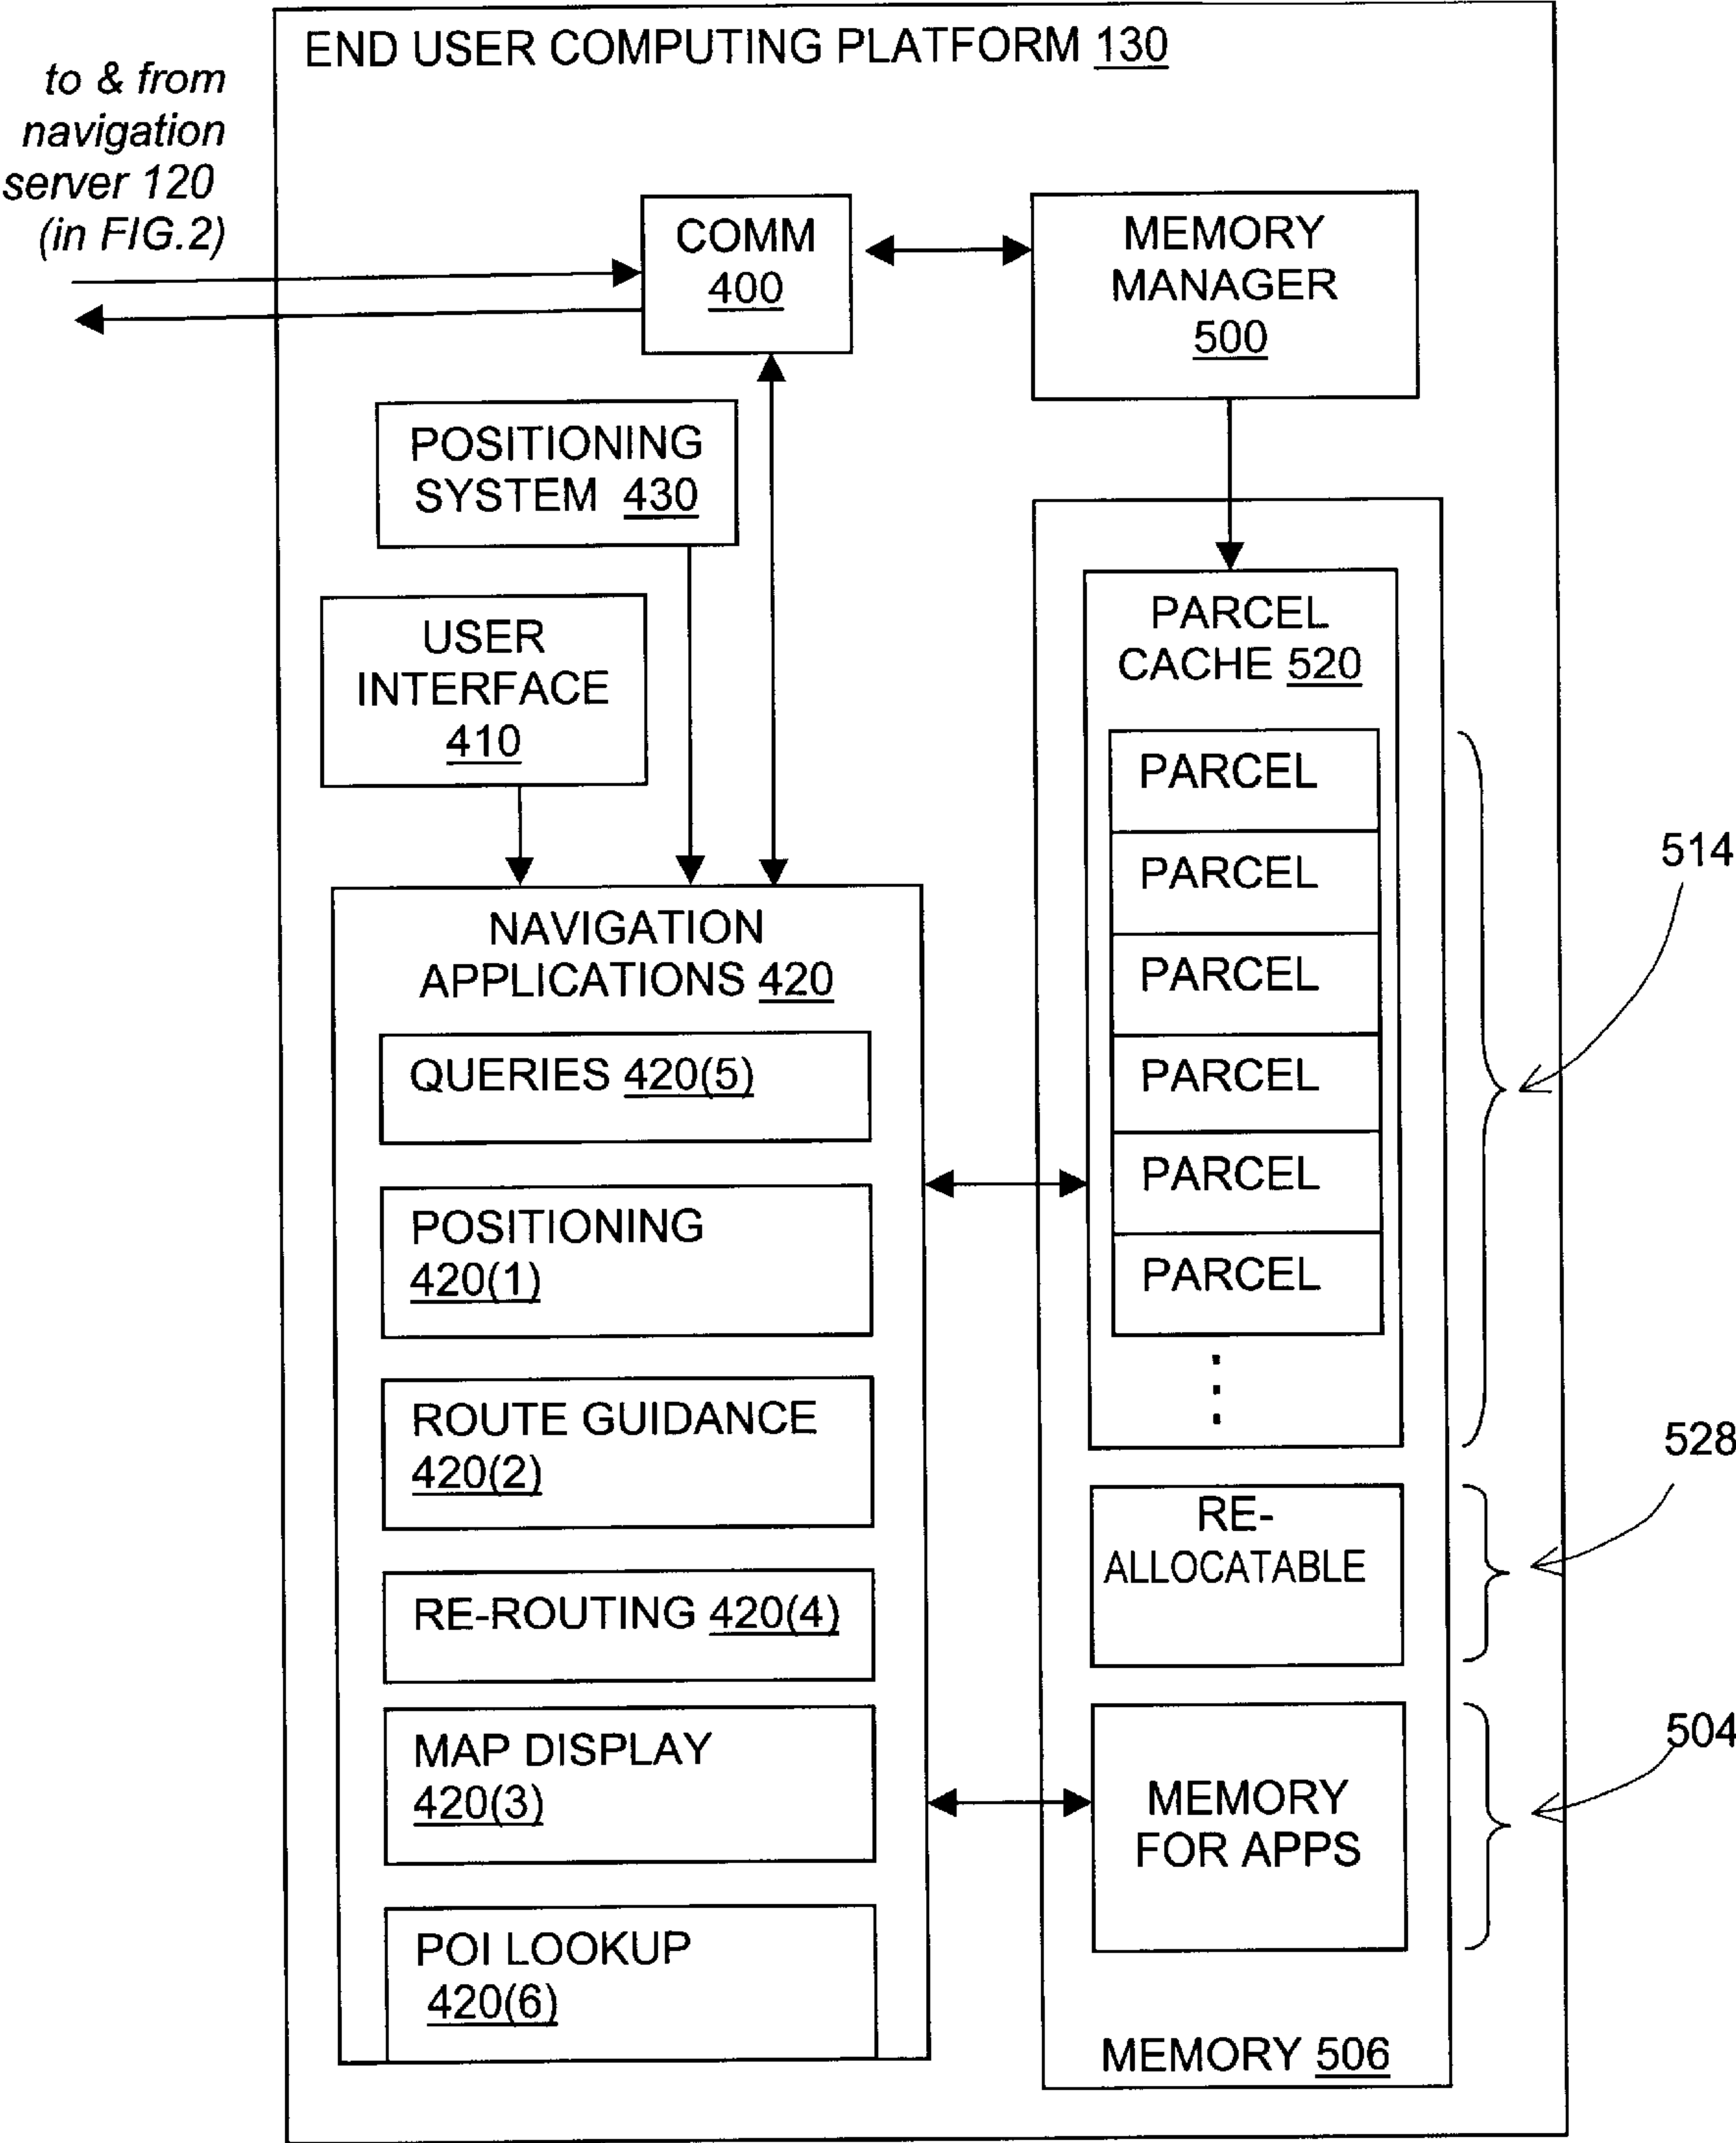 END USER COMPUTING PLATFORM 130
to & from
navigation
server 120
(in FIG.2)
COMM
400
MEMORY
MANAGER
500
POSITIONING
SYSTEM 430
USER
INTERFACE
410
PARCEL
CACHE 520
PARCEL
PARCEL
PARCEL
PARCEL
PARCEL
PARCEL
514
NAVIGATION
APPLICATIONS 420
QUERIES 420(5)
POSITIONING
420(1)
ROUTE GUIDANCE
420(2)
RE-ROUTING 420(4)
MAP DISPLAY
420(3)
POI LOOKUP
420(6)
RE-
ALLOCATABLE
528
MEMORY
FOR APPS
504
MEMORY 506